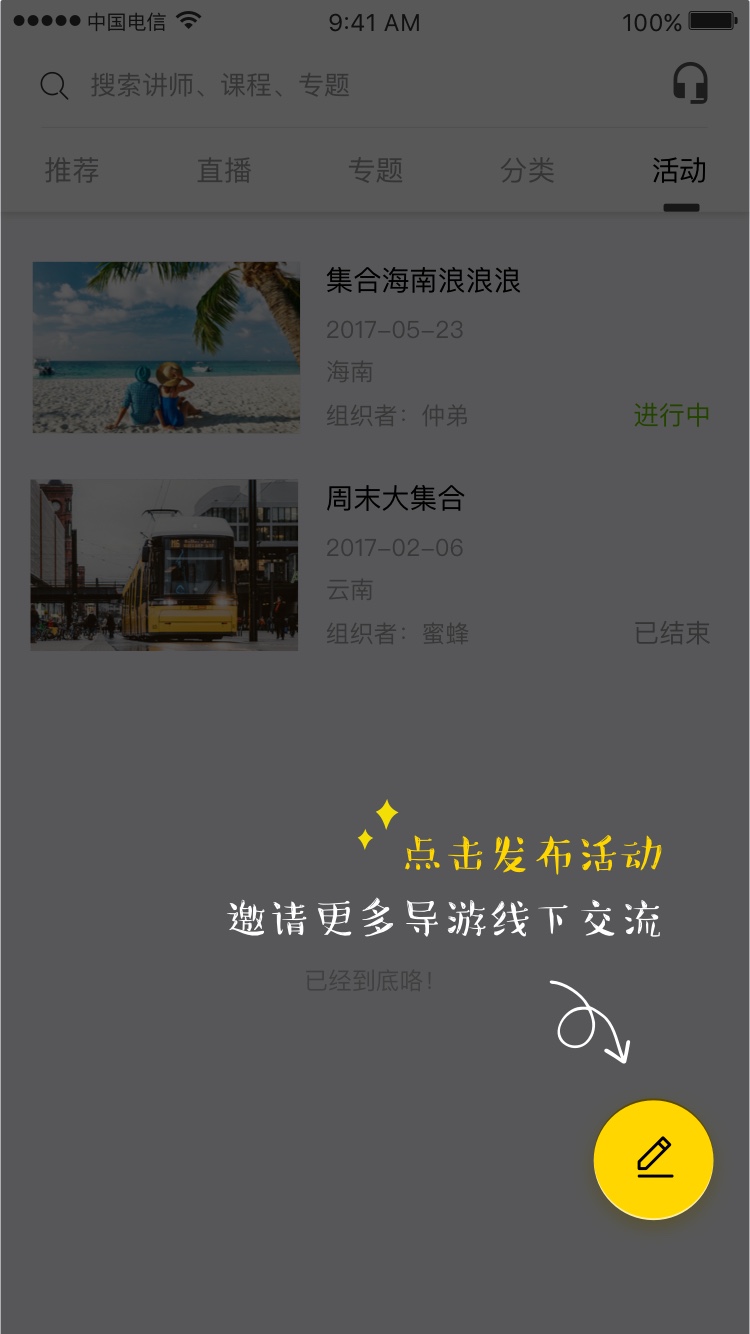 中国电信 9:41 AM 100%
搜索讲师、课程、专题
推荐 直播 专题 分类 活动
集合海南浪浪浪
2017-05-23
海南
组织者：仲弟 进行中
周末大集合
2017-02-06
云南
组织者：蜜蜂 已结束
点击发布活动
邀请更多导游线下交流
已经到底咯！